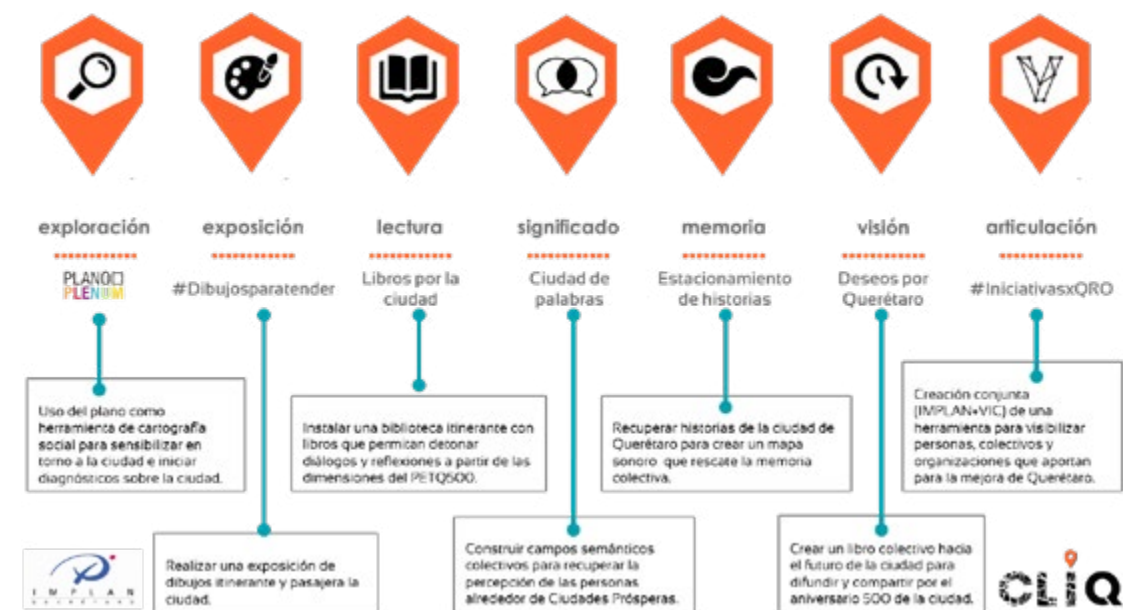 exploración
exposición
lectura
significado
memoria
visión
articulación
PLANO
PLENUM
#Dibujosparatender
Libros por la
ciudad
Ciudad de
palabras
Estacionamiento
de historias
Deseos por
Querétaro
#IniciativasxQRO
Uso del plano como
herramienta de cartografía
social para sensibilizar en
torno a la ciudad e iniciar
diagnósticos sobre la ciudad.
Realizar una exposición de
dibujos itinerante y pasajera la
ciudad.
Instalar una biblioteca itinerante con
libros que permitan detonar
diálogos y reflexiones a partir de las
dimensiones del PETQ500.
Construir campos semánticos
colectivos para recuperar la
percepción de las personas
alrededor de Ciudades Prósperas.
Recuperar historias de la ciudad de
Querétaro para crear un mapa
sonoro que rescate la memoria
colectiva.
Crear un libro colectivo hacia
el futuro de la ciudad para
difundir y compartir por el
aniversario 500 de la ciudad.
Creación conjunta
(IMPLAN+VIC) de una
herramienta para visibilizar
personas, colectivos y
organizaciones que aportan
para la mejora de Querétaro.
IMPLAN